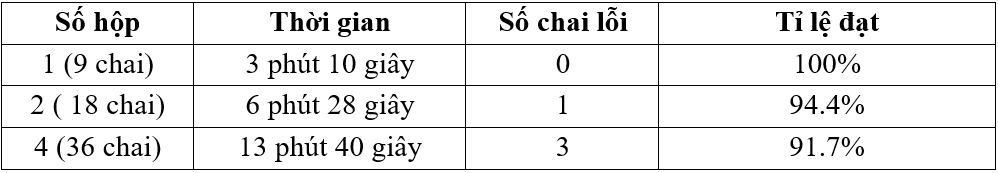 Số hộp Thời gian Số chai lỗi Tỉ lệ đạt
1 (9 chai) 3 phút 10 giây 0 100%
2 ( 18 chai) 6 phút 28 giây 1 94.4%
4 (36 chai) 13 phút 40 giây 3 91.7%